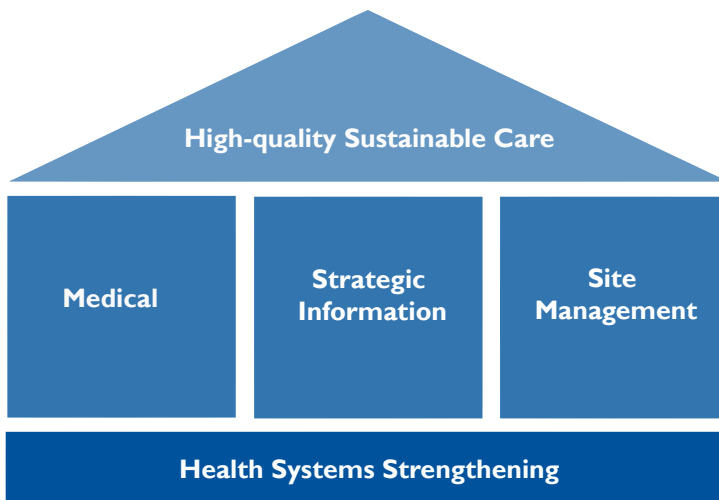 High-quality Sustainable Care
Medical
Strategic
Information
Site
Management
Health Systems Strengthening